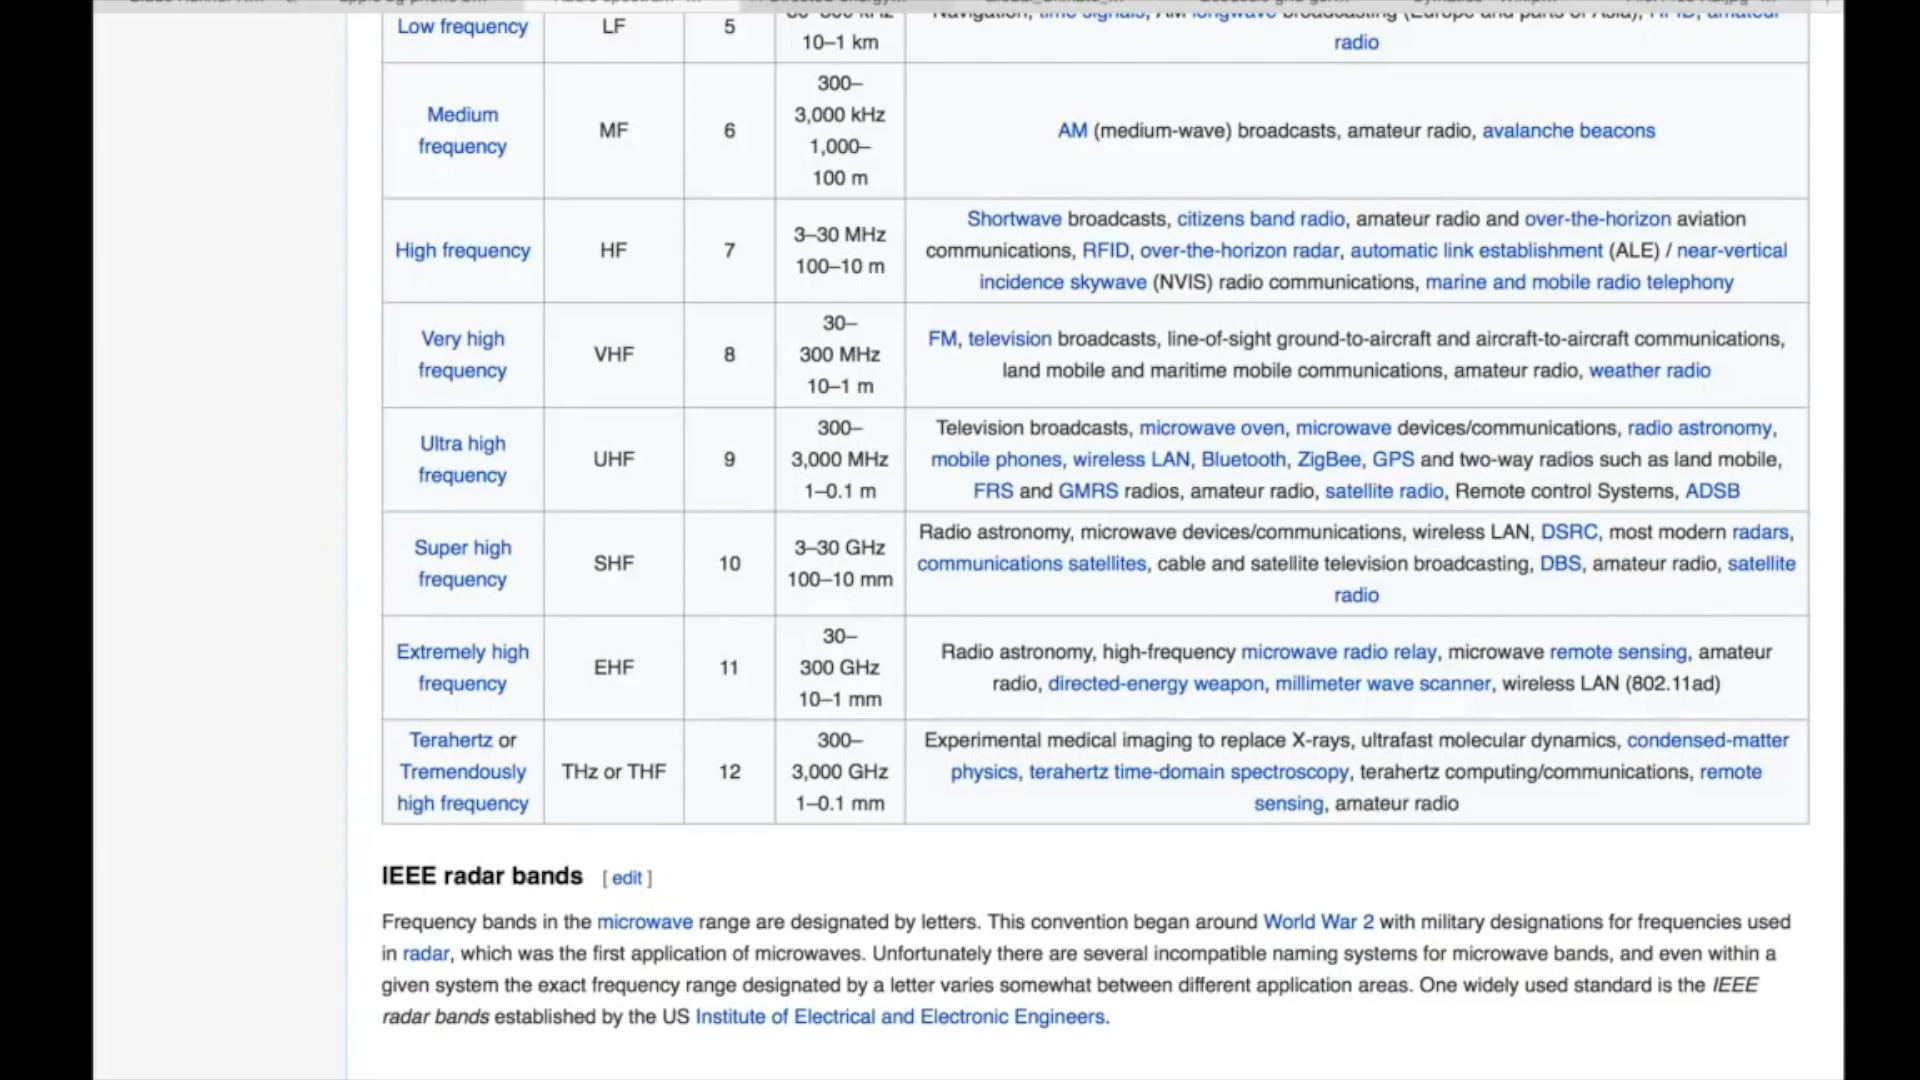 Low frequency LF 5 10–1 km
radio
300–
Medium frequency MF 6 3,000 kHz
1,000–
100 m
AM (medium-wave) broadcasts, amateur radio, avalanche beacons
High frequency HF 7 3–30 MHz
100–10 m
Shortwave broadcasts, citizens band radio, amateur radio and over-the-horizon aviation
communications, RFID, over-the-horizon radar, automatic link establishment (ALE) / near-vertical
incidence skywave (NVIS) radio communications, marine and mobile radio telephony
Very high
frequency
VHF
8
30–
300 MHz
10–1 m
FM, television broadcasts, line-of-sight ground-to-aircraft and aircraft-to-aircraft communications,
land mobile and maritime mobile communications, amateur radio, weather radio
Ultra high
frequency
UHF
9
300–
3,000 MHz
1–0.1 m
Television broadcasts, microwave oven, microwave devices/communications, radio astronomy,
mobile phones, wireless LAN, Bluetooth, ZigBee, GPS and two-way radios such as land mobile,
FRS and GMRS radios, amateur radio, satellite radio, Remote control Systems, ADSB
Super high
frequency
SHF
10
3–30 GHz
100–10 mm
Radio astronomy, microwave devices/communications, wireless LAN, DSRC, most modern radars,
communications satellites, cable and satellite television broadcasting, DBS, amateur radio, satellite
radio
Extremely high
frequency
EHF
11
30–
300 GHz
10–1 mm
Radio astronomy, high-frequency microwave radio relay, microwave remote sensing, amateur
radio, directed-energy weapon, millimeter wave scanner, wireless LAN (802.11ad)
Terahertz or
Tremendously
high frequency
THz or THF
12
300–
3,000 GHz
1–0.1 mm
Experimental medical imaging to replace X-rays, ultrafast molecular dynamics, condensed-matter
physics, terahertz time-domain spectroscopy, terahertz computing/communications, remote
sensing, amateur radio
IEEE radar bands [ edit ]
Frequency bands in the microwave range are designated by letters. This convention began around World War 2 with military designations for frequencies used
in radar, which was the first application of microwaves. Unfortunately there are several incompatible naming systems for microwave bands, and even within a
given system the exact frequency range designated by a letter varies somewhat between different application areas. One widely used standard is the IEEE
radar bands established by the US Institute of Electrical and Electronic Engineers.